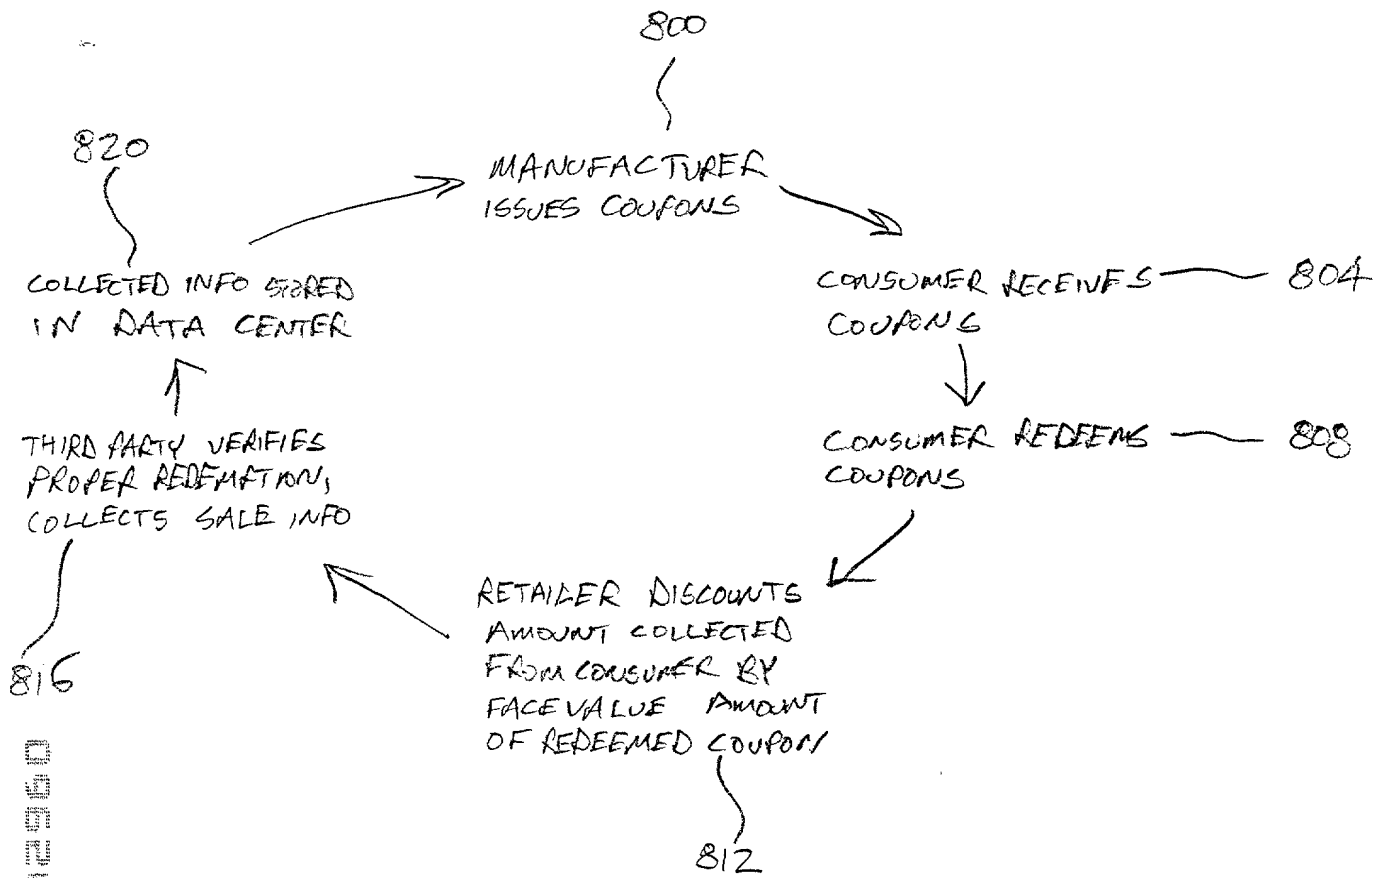 800
820
MANUFACTURER
ISSUES COUPONS
COLLECTED INFO STORED
IN DATA CENTER
CONSUMER RECEIVES
COUPONS
804
THIRD PARTY VERIFIES
PROPER REDEMPTION,
COLLECTS SALE INFO
CONSUMER REDEEMS
COUPONS
808
RETAILER DISCOUNTS
AMOUNT COLLECTED
FROM CONSUMER BY
FACE VALUE AMOUNT
OF REDEEMED COUPON
816
812